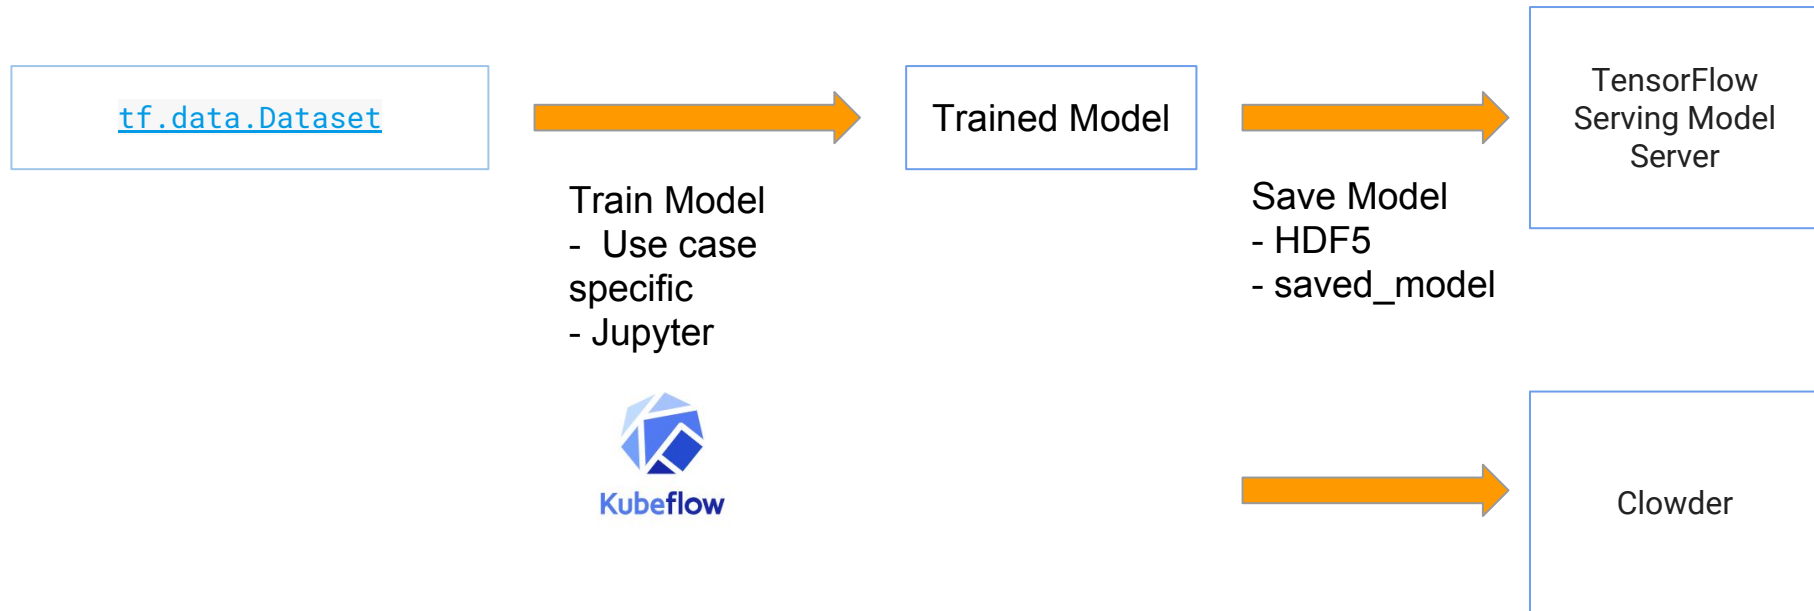 tf.data.Dataset
Trained Model
TensorFlow
Serving Model
Server
Train Model
-  Use case
specific
- Jupyter
Save Model
- HDF5
- saved_model
Kubeflow
Clowder